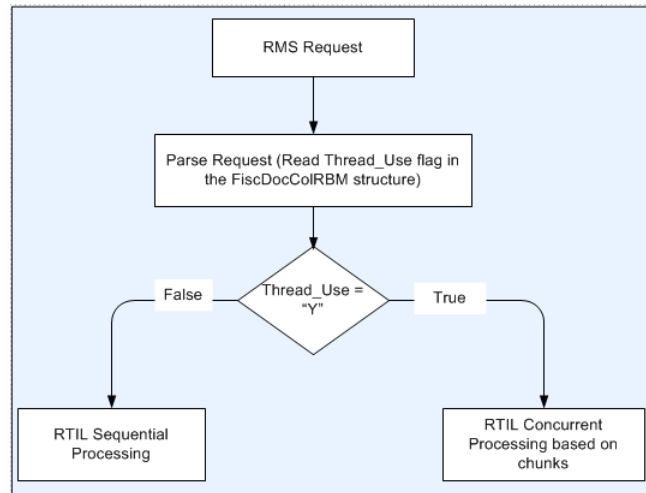 RMS Request
Parse Request (Read Thread_Use flag in
the FiscDocColRBM structure)
Thread_Use =
“Y”
False
True
RTIL Sequential
Processing
RTIL Concurrent
Processing based on
chunks